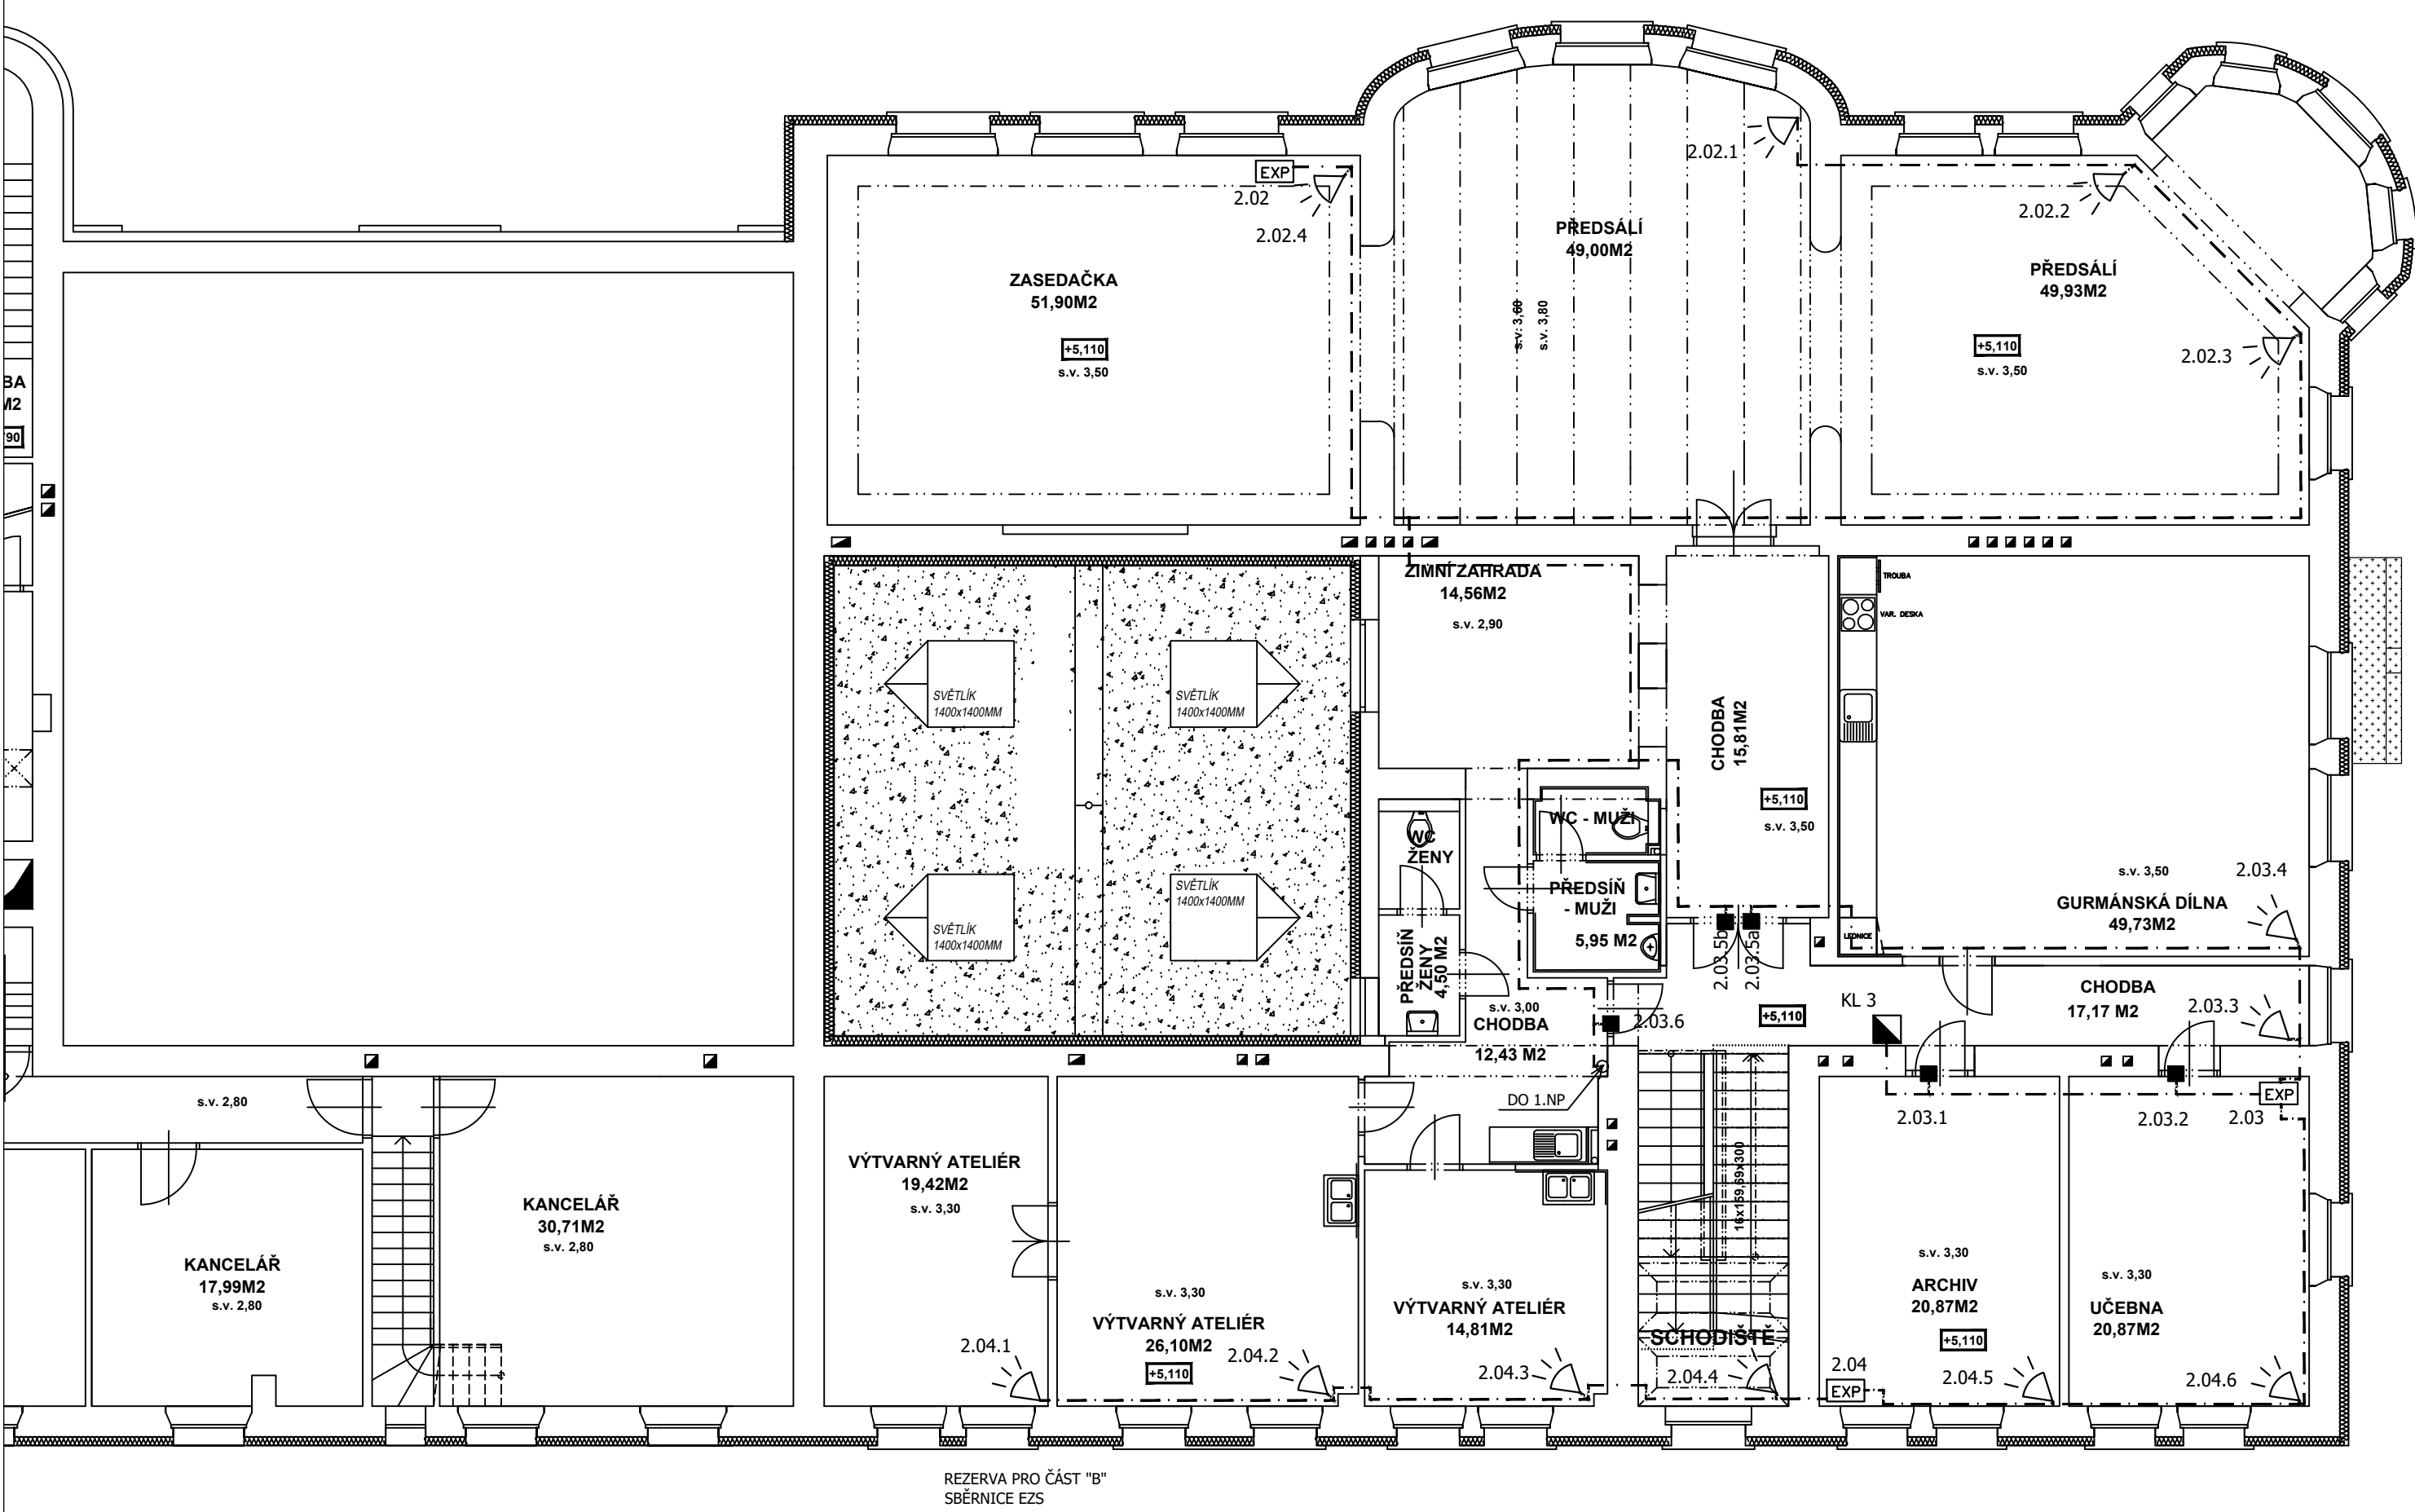 EXP
2.02
2.02.4
2.02.1
2.02.2
2.02.3
ZASEDAČKA
51,90M2
+5,110
s.v. 3,50
PŘEDSÁLÍ
49,00M2
s.v. 3,60
s.v. 3,80
PŘEDSÁLÍ
49,93M2
+5,110
s.v. 3,50
BA
M2
ZIMNÍ ZAHRADA
14,56M2
s.v. 2,90
TROUBA
VAR. DESKA
SVĚTLÍK
1400x1400MM
SVĚTLÍK
1400x1400MM
SVĚTLÍK
1400x1400MM
SVĚTLÍK
1400x1400MM
CHODBA
15,81M2
+5,110
s.v. 3,50
WC
ŽENY
WC - MUŽI
PŘEDSÍŇ
- MUŽI
5,95 M2
PŘEDSÍŇ
ŽENY
4,50 M2
s.v. 3,50
GURMÁNSKÁ DÍLNA
49,73M2
2.03.4
LEDNICE
2.03.5b
2.03.5a
s.v. 3,00
CHODBA
12,43 M2
2.03.6
+5,110
KL 3
CHODBA
17,17 M2
2.03.3
DO 1.NP
2.03.1
2.03.2
2.03
EXP
s.v. 2,80
KANCELÁŘ
17,99M2
s.v. 2,80
KANCELÁŘ
30,71M2
s.v. 2,80
VÝTVARNÝ ATELIÉR
19,42M2
s.v. 3,30
2.04.1
s.v. 3,30
VÝTVARNÝ ATELIÉR
26,10M2
+5,110
2.04.2
s.v. 3,30
VÝTVARNÝ ATELIÉR
14,81M2
2.04.3
16x159,69x300
SCHODIŠTĚ
2.04.4
s.v. 3,30
ARCHIV
20,87M2
+5,110
2.04
EXP
2.04.5
s.v. 3,30
UČEBNA
20,87M2
2.04.6
REZERVA PRO ČÁST "B"
SBĚRNICE EZS